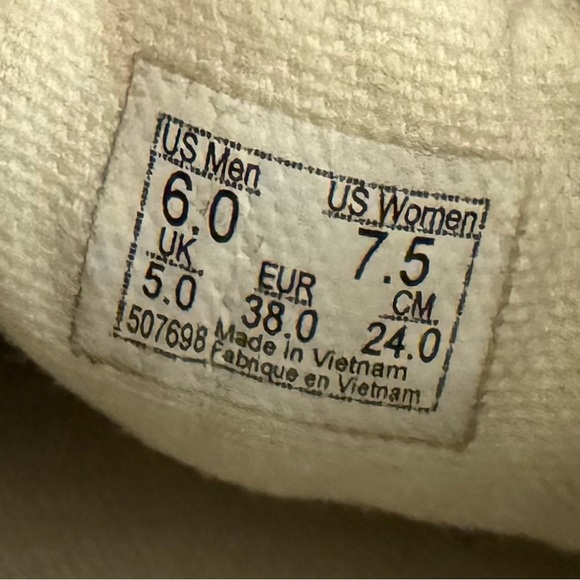 US Men US Women
6.0 7.5
UK EUR CM
5.0 38.0 24.0
507698 Made in Vietnam
Fabrique en Vietnam